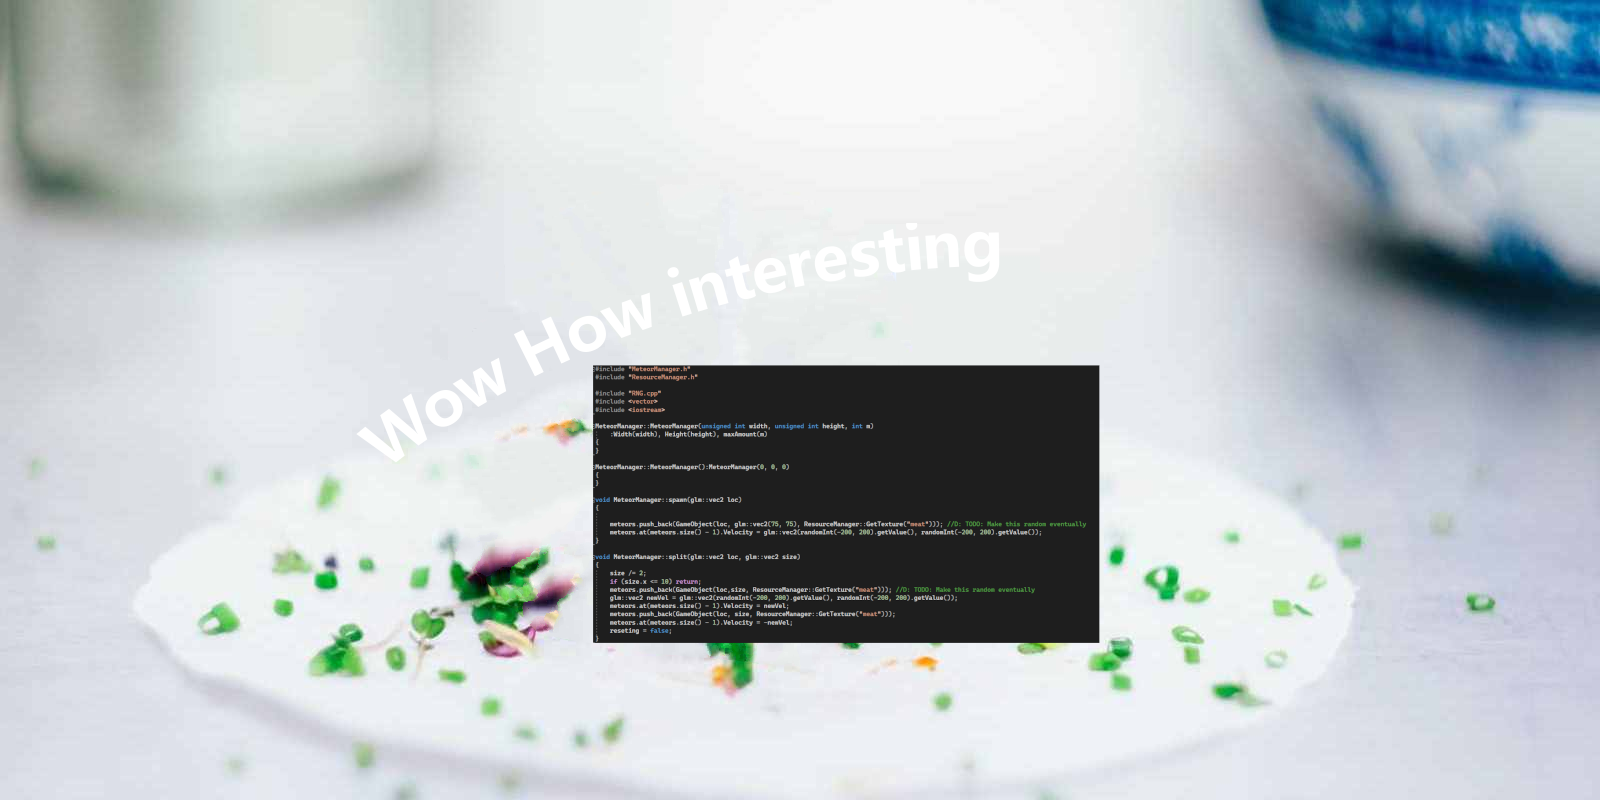 Wow How interesting
#include "MeteorManager.h"
#include "ResourceManager.h"
#include "RNG.cpp"
#include <vector>
#include <iostream>
MeteorManager::MeteorManager(unsigned int width, unsigned int height, int m)
:Width(width), Height(height), maxAmount(m)
{
}
MeteorManager::MeteorManager():MeteorManager(0, 0, 0)
{
}
void MeteorManager::spawn(glm::vec2 loc)
{
meteors.push_back(GameObject(loc, glm::vec2(75, 75), ResourceManager::GetTexture("meat"))); //D: TODO: Make this random eventually
meteors.at(meteors.size() - 1).Velocity = glm::vec2(randomInt(-200, 200).getValue(), randomInt(-200, 200).getValue());
}
void MeteorManager::split(glm::vec2 loc, glm::vec2 size)
{
size /= 2;
if (size.x <= 10) return;
meteors.push_back(GameObject(loc,size, ResourceManager::GetTexture("meat"))); //D: TODO: Make this random eventually
glm::vec2 newVel = glm::vec2(randomInt(-200, 200).getValue(), randomInt(-200, 200).getValue());
meteors.at(meteors.size() - 1).Velocity = newVel;
meteors.push_back(GameObject(loc, size, ResourceManager::GetTexture("meat")));
meteors.at(meteors.size() - 1).Velocity = -newVel;
reseting = false;
}